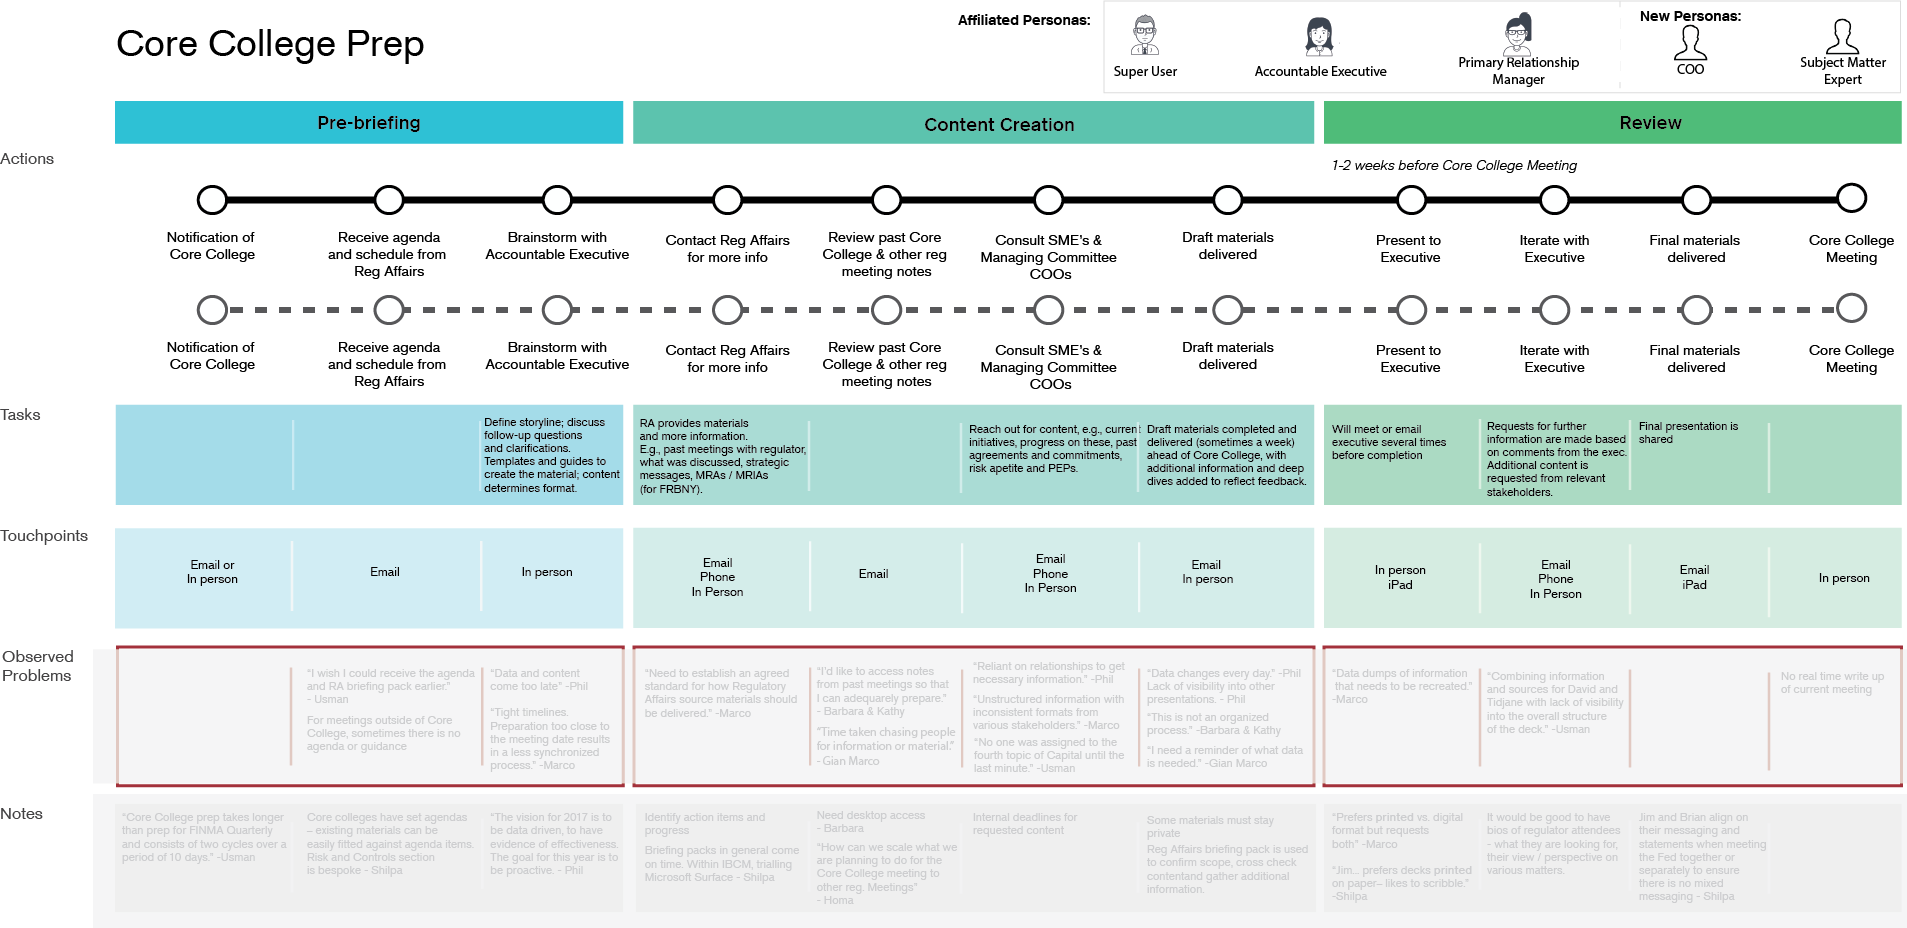 Affiliated Personas:
New Personas:
Super User
Accountable Executive
Primary Relationship
Manager
COO
Subject Matter
Expert
Core College Prep
Pre-briefing
Content Creation
Review
Actions
1-2 weeks before Core College Meeting
Notification of
Core College
Receive agenda
and schedule from
Reg Affairs
Brainstorm with
Accountable Executive
Contact Reg Affairs
for more info
Review past Core
College & other reg
meeting notes
Consult SME's &
Managing Committee
COOs
Draft materials
delivered
Present to
Executive
Iterate with
Executive
Final materials
delivered
Core College
Meeting
Notification of
Core College
Receive agenda
and schedule from
Reg Affairs
Brainstorm with
Accountable Executive
Contact Reg Affairs
for more info
Review past Core
College & other reg
meeting notes
Consult SME's &
Managing Committee
COOs
Draft materials
delivered
Present to
Executive
Iterate with
Executive
Final materials
delivered
Core College
Meeting
Tasks
Define storyline; discuss
follow-up questions
and clarifications.
Templates and guides to
create the material; content
determines format.
RA provides materials
and more information.
E.g., past meetings with regulator,
what was discussed, strategic
messages, MRAs / MRIAs
(for FRBNY).
Reach out for content, e.g., current
initiatives, progress on these, past
agreements and commitments,
risk apetite and PEPs.
Draft materials completed and
delivered (sometimes a week)
ahead of Core College, with
additional information and deep
dives added to reflect feedback.
Will meet or email
executive several times
before completion
Requests for further
information are made based
on comments from the exec.
Additional content is
requested from relevant
stakeholders.
Final presentation is
shared
Touchpoints
Email or
In person
Email
In person
Email
Phone
In Person
Email
Email
Phone
In Person
Email
In person
In person
iPad
Email
Phone
In Person
Email
iPad
In person
Observed
Problems
“I wish I could receive the agenda
and RA briefing pack earlier.”
- Usman
For meetings outside of Core
College, sometimes there is no
agenda or guidance
“Data and content
come too late” -Phil
“Tight timelines.
Preparation too close to
the meeting date results
in a less synchronized
process.” -Marco
“Need to establish an agreed
standard for how Regulatory
Affairs source materials should
be delivered.” -Marco
“I'd like to access notes
from past meetings so that
I can adequately prepare.”
- Barbara & Kathy
“Time taken chasing people
for information or material.”
- Gian Marco
“Reliant on relationships to get
necessary information.” -Phil
“Unstructured information with
inconsistent formats from
various stakeholders.” -Marco
“No one was assigned to the
fourth topic of Capital until the
last minute.” -Usman
“Data changes every day.” -Phil
Lack of visibility into other
presentations. - Phil
“This is not an organized
process.” -Barbara & Kathy
“I need a reminder of what data
is needed.” -Gian Marco
“Data dumps of information
that needs to be recreated.”
-Marco
“Combining information
and sources for David and
Tidjane with lack of visibility
into the overall structure
of the deck.” -Usman
No real time write up
of current meeting
Notes
“Core College prep takes longer
than prep for FINMA Quarterly
and consists of two cycles over a
period of 10 days.” -Usman
Core colleges have set agendas
– existing materials can be
easily fitted against agenda items.
Risk and Controls section
is bespoke - Shilpa
“The vision for 2017 is to
be data driven, to have
evidence of effectiveness.
The goal for this year is to
be proactive. - Phil
Identify action items and
progress
Briefing packs in general come
on time. Within IBCM, trialling
Microsoft Surface - Shilpa
Need desktop access
- Barbara
“How can we scale what we
are planning to do for the
Core College meeting to
other reg. Meetings”
- Homa
Internal deadlines for
requested content
Some materials must stay
private
Reg Affairs briefing pack is used
to confirm scope, cross check
contentand gather additional
information.
“Prefers printed vs. digital
format but requests
both” -Marco
“Jim... prefers decks printed
on paper– likes to scribble.”
-Shilpa
It would be good to have
bios of regulator attendees
- what they are looking for,
their view / perspective on
various matters.
Jim and Brian align on
their messaging and
statements when meeting
the Fed together or
separately to ensure
there is no mixed
messaging - Shilpa